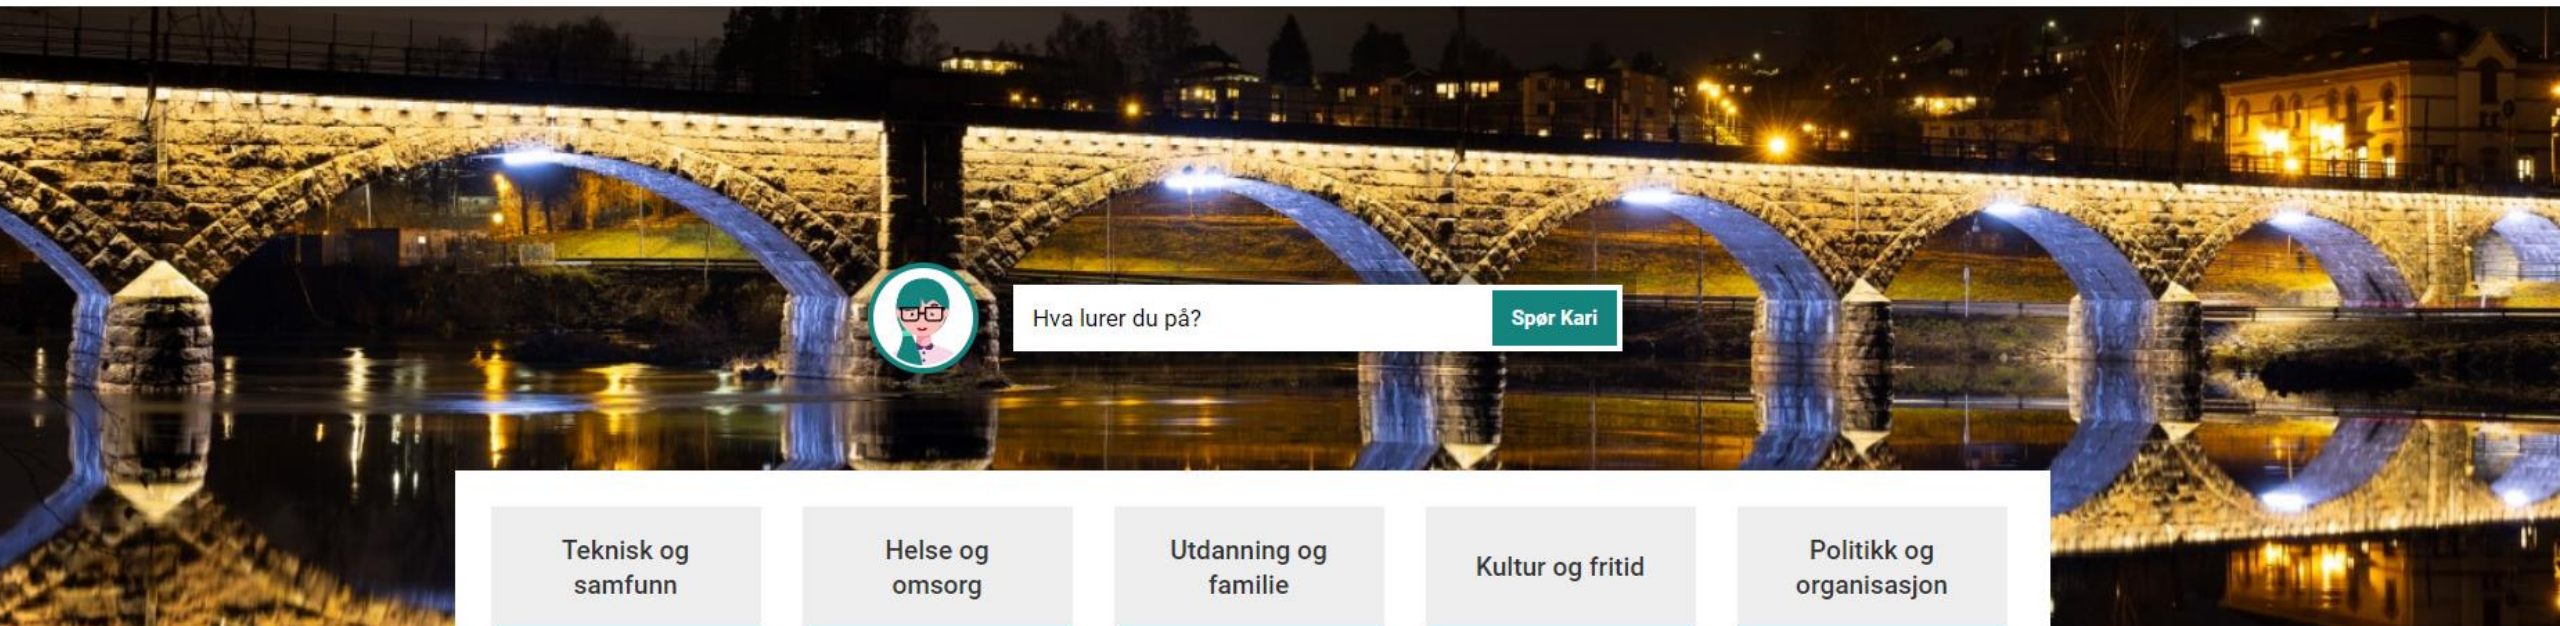 Hva lurer du på?
Spør Kari
Teknisk og
samfunn
Helse og
omsorg
Utdanning og
familie
Kultur og fritid
Politikk og
organisasjon